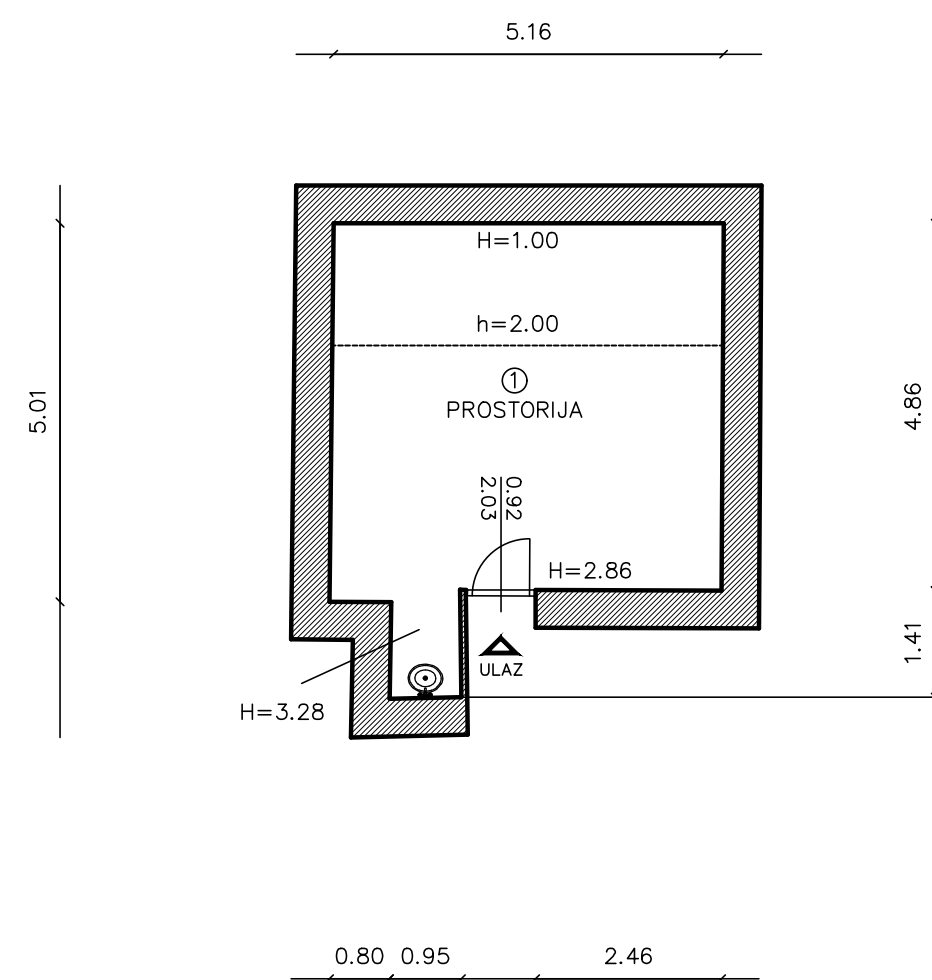 5.16
H=1.00
h=2.00
1
PROSTORIJA
5.01
4.86
0.92
2.03
H=2.86
1.41
ULAZ
H=3.28
0.80 0.95 2.46